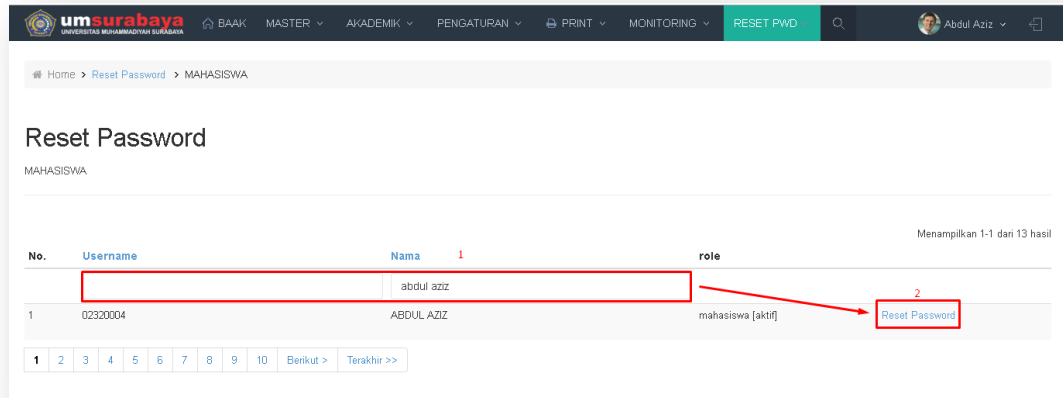 umsurabaya BAAK MASTER AKADEMIK PENGATURAN PRINT MONITORING RESET PWD Abdul Aziz
UNIVERSITAS MUHAMMADIYAH SURABAYA
Home > Reset Password > MAHASISWA
Reset Password
MAHASISWA
Menampilkan 1-1 dari 13 hasil
No. Username Nama 1 role
abdul aziz 2
1 02320004 ABDUL AZIZ mahasiswa [aktif] Reset Password
1 2 3 4 5 6 7 8 9 10 Berikut > Terakhir >>